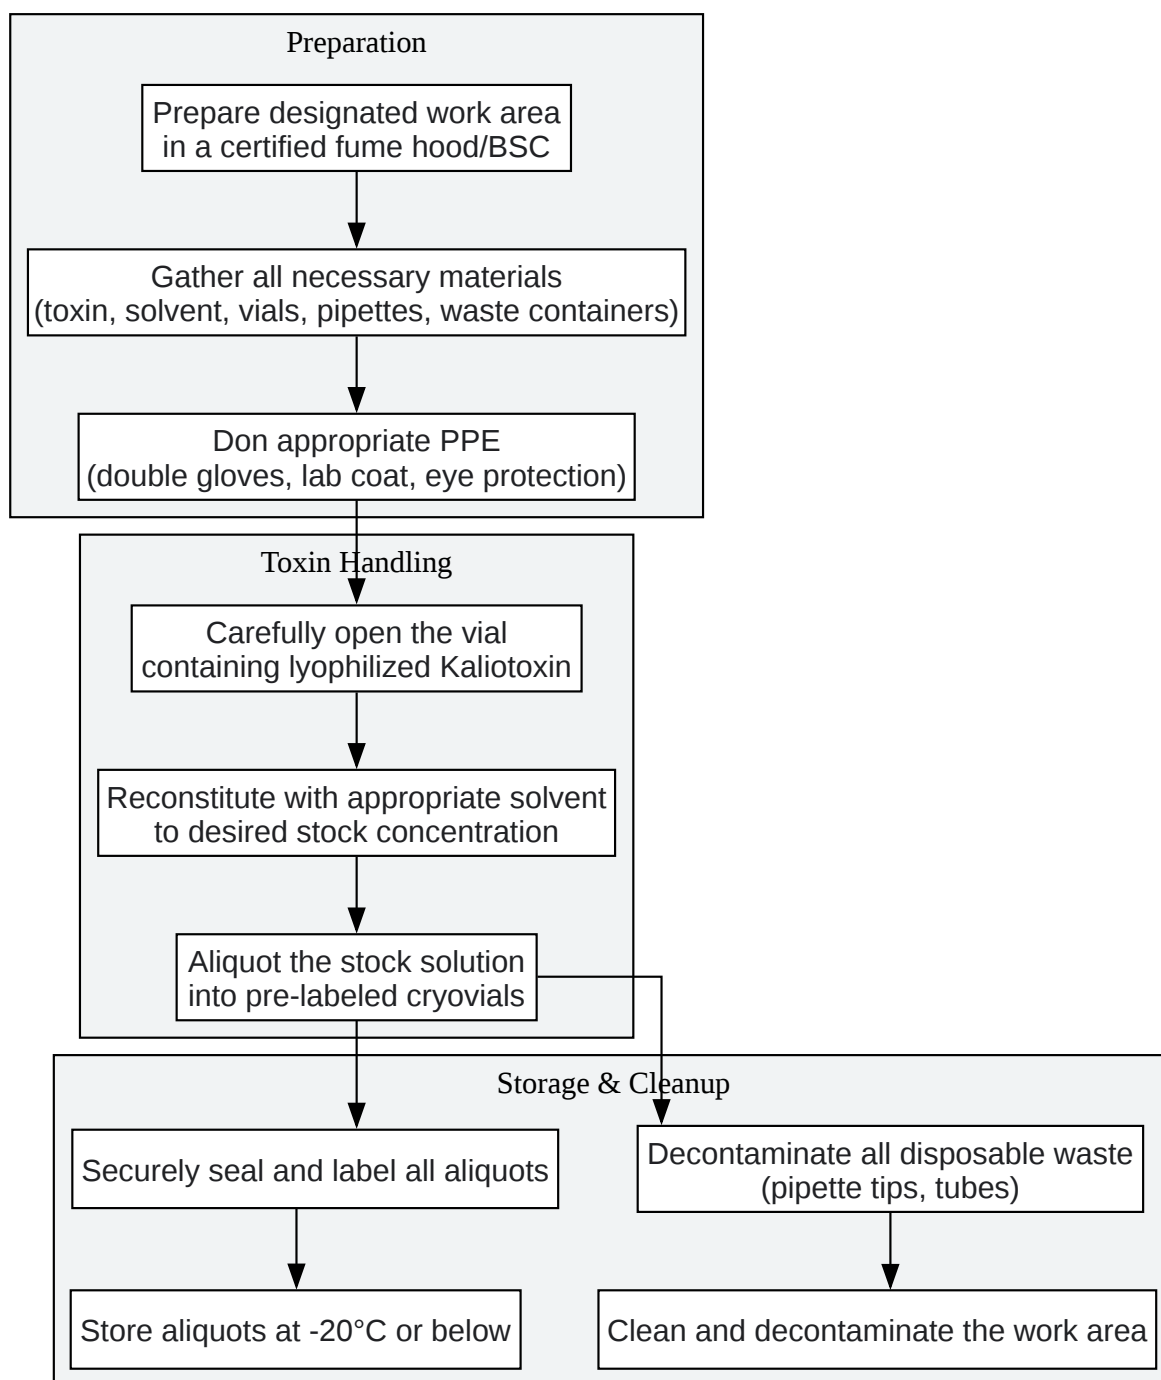 Preparation
Prepare designated work area
in a certified fume hood/BSC
Gather all necessary materials
(toxin, solvent, vials, pipettes, waste containers)
Don appropriate PPE
(double gloves, lab coat, eye protection)
Toxin Handling
Carefully open the vial
containing lyophilized Kaliotoxin
Reconstitute with appropriate solvent
to desired stock concentration
Aliquot the stock solution
into pre-labeled cryovials
Storage & Cleanup
Securely seal and label all aliquots
Decontaminate all disposable waste
(pipette tips, tubes)
Store aliquots at -20°C or below
Clean and decontaminate the work area